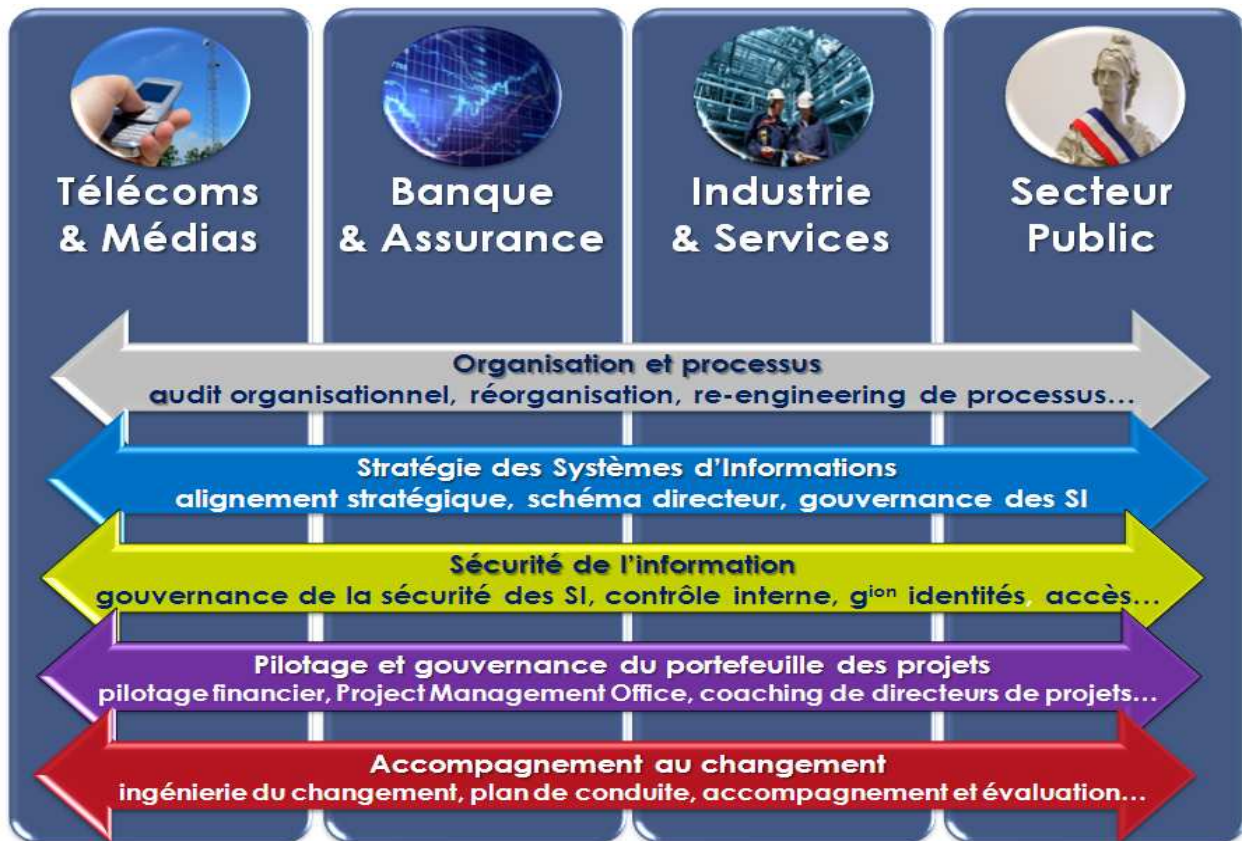 Télécoms
& Médias
Banque
& Assurance
Industrie
& Services
Secteur
Public
Organisation et processus
audit organisationnel, réorganisation, re-engineering de processus…
Stratégie des Systèmes d’Informations
alignement stratégique, schéma directeur, gouvernance des SI
Sécurité de l’information
gouvernance de la sécurité des SI, contrôle interne, gⁱᵒⁿ identités, accès…
Pilotage et gouvernance du portefeuille des projets
pilotage financier, Project Management Office, coaching de directeurs de projets…
Accompagnement au changement
ingénierie du changement, plan de conduite, accompagnement et évaluation…